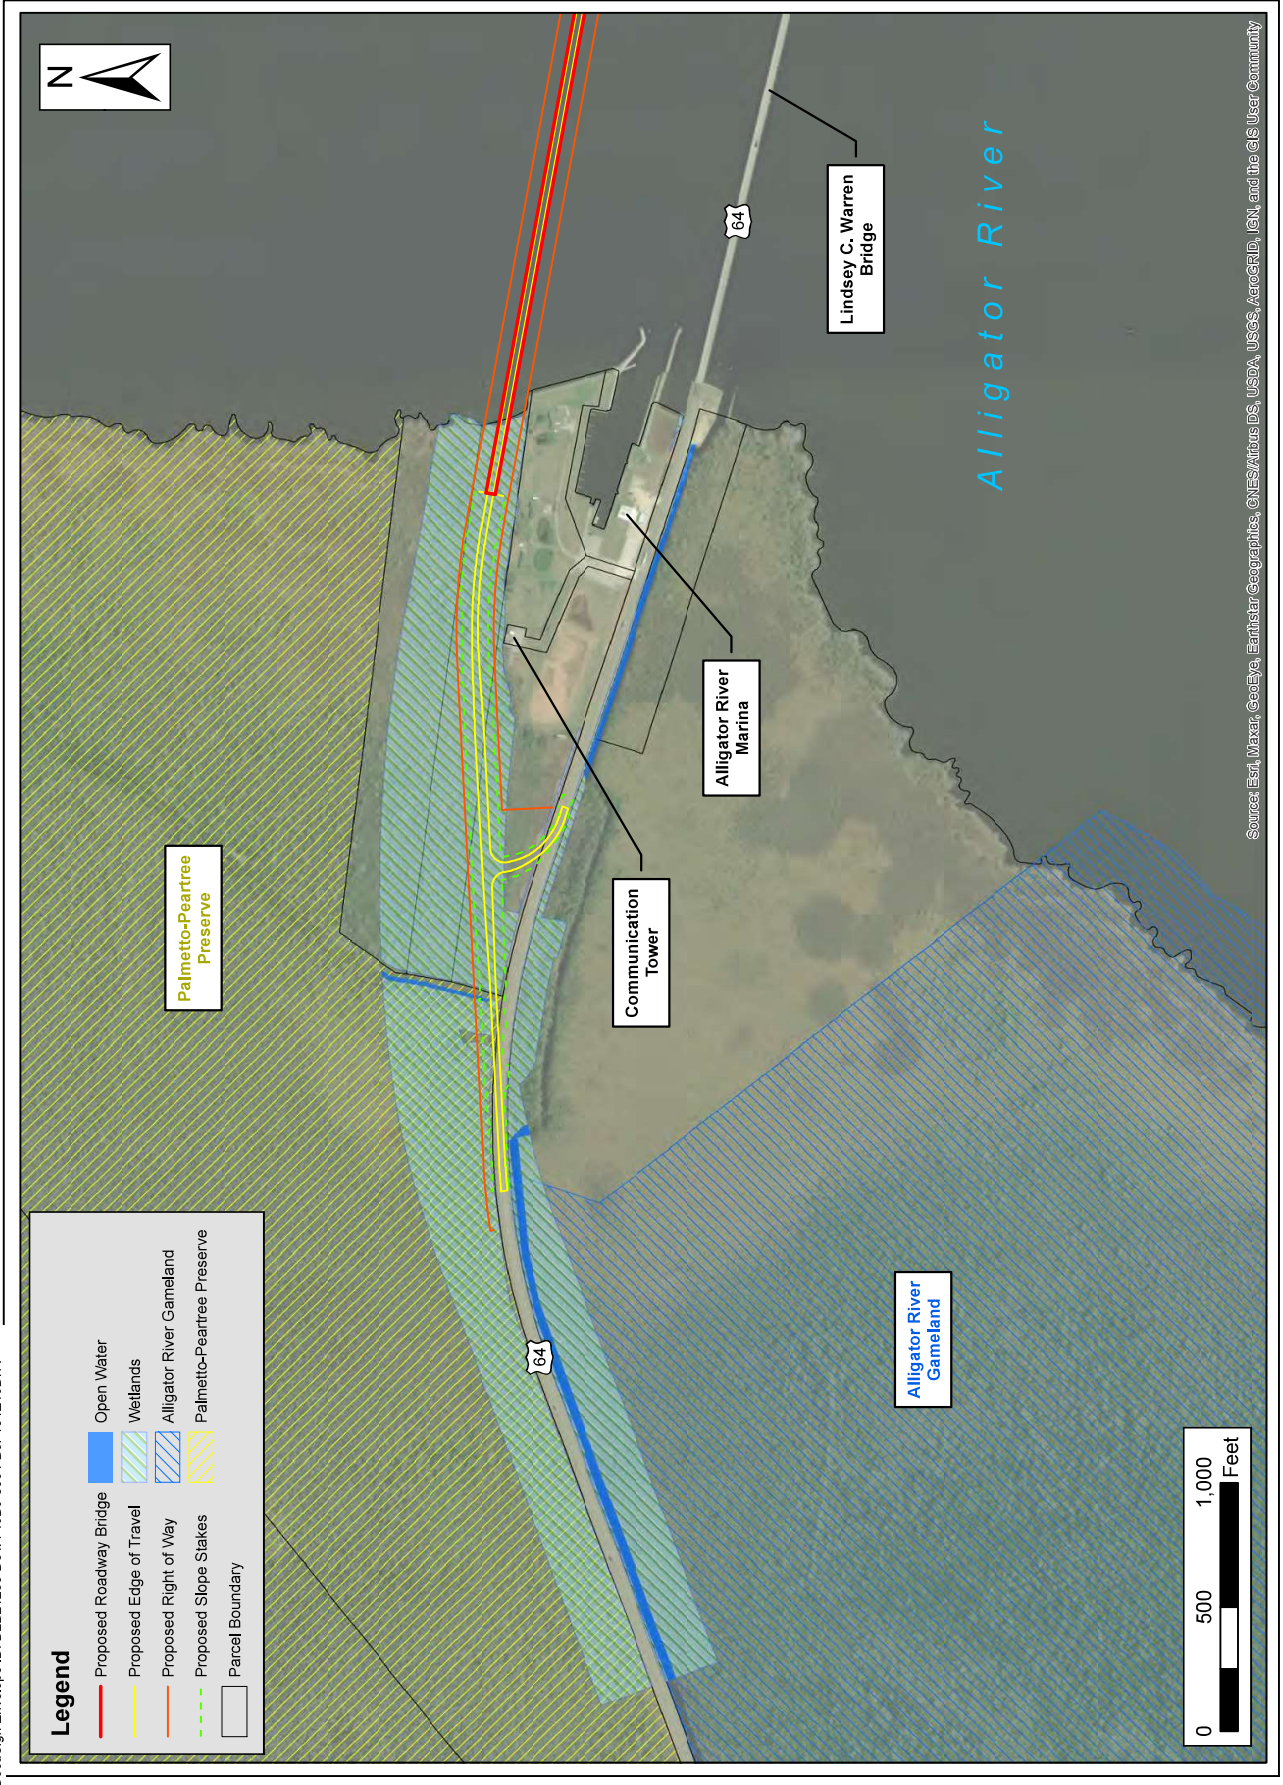 N
Legend
Proposed Roadway Bridge
Proposed Edge of Travel
Proposed Right of Way
Proposed Slope Stakes
Parcel Boundary
Open Water
Wetlands
Alligator River Gameland
Palmetto-Peartree Preserve
Palmetto-Peartree
Preserve
64
Communication
Tower
Alligator River
Marina
64
Lindsey C. Warren
Bridge
Alligator River
Alligator River
Gameland
0 500 1,000
Feet
Source: Esri, Maxar, GeoEye, Earthstar Geographics, CNES/Airbus DS, USDA, USGS, AeroGRID, IGN, and the GIS User Community